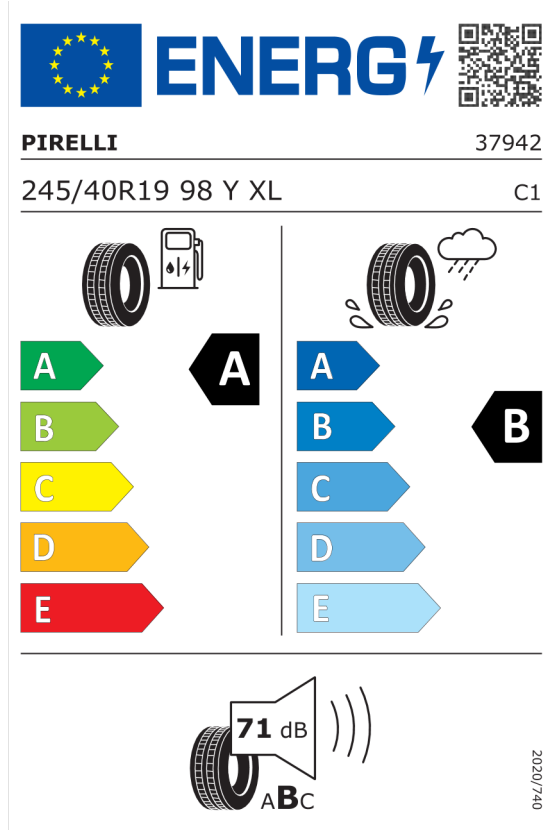 ENERG
PIRELLI 37942
245/40R19 98 Y XL C1
A A
B
C
D
E
A
B B
C
D
E
71 dB
ABC
2020/740